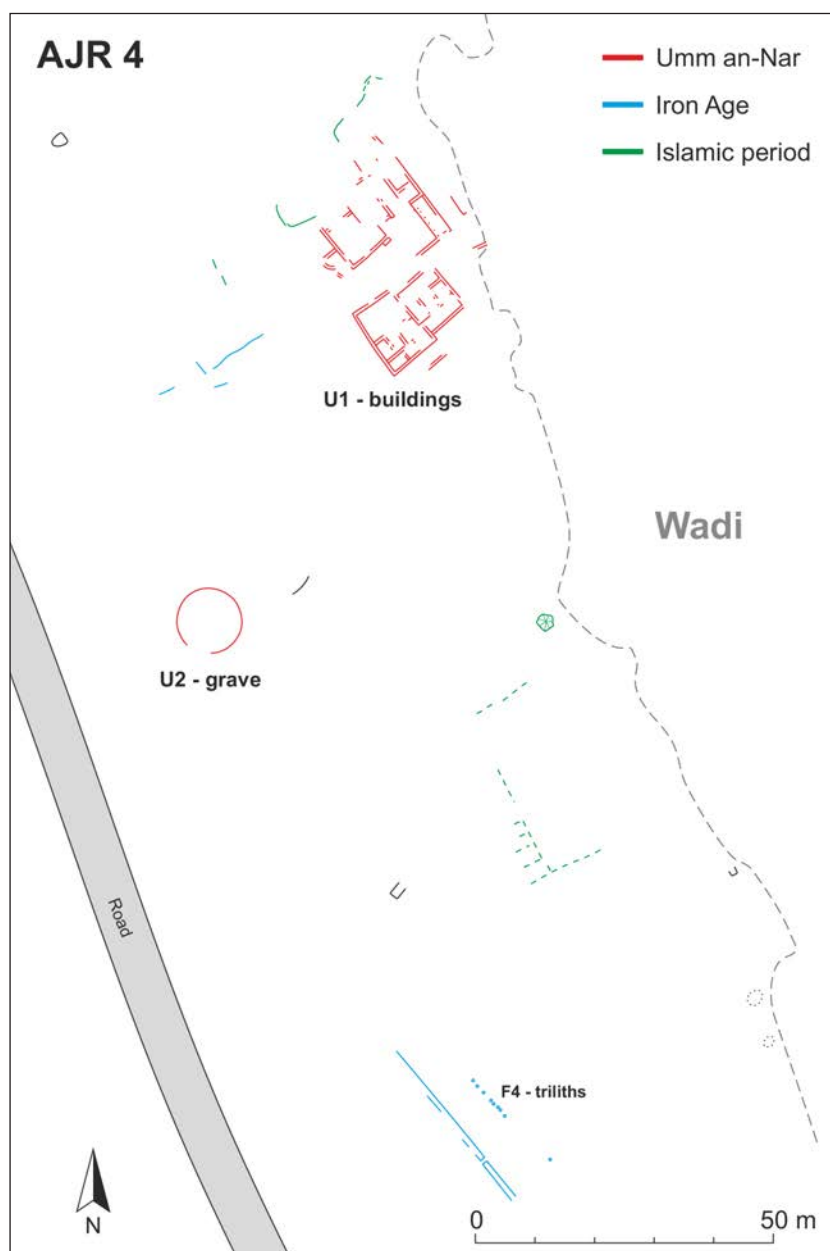 AJR 4
Umm an-Nar
Iron Age
Islamic period
U1 - buildings
Wadi
U2 - grave
Road
F4 - triliths
N
0
50 m